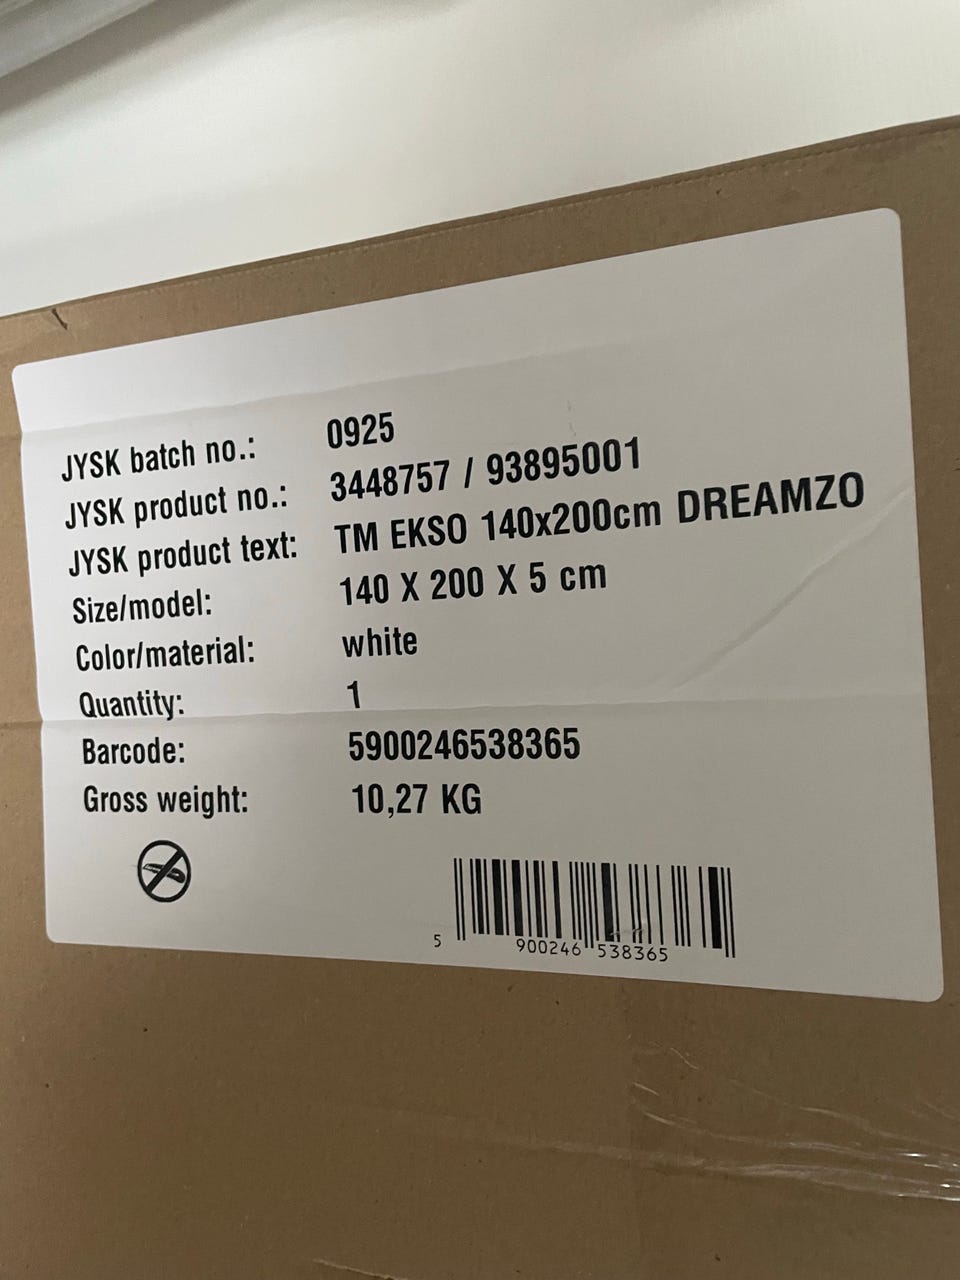 JYSK batch no.: 0925
JYSK product no.: 3448757 / 93895001
JYSK product text: TM EKSO 140x200cm DREAMZO
Size/model: 140 X 200 X 5 cm
Color/material: white
Quantity: 1
Barcode: 5900246538365
Gross weight: 10,27 KG
5 900246 538365